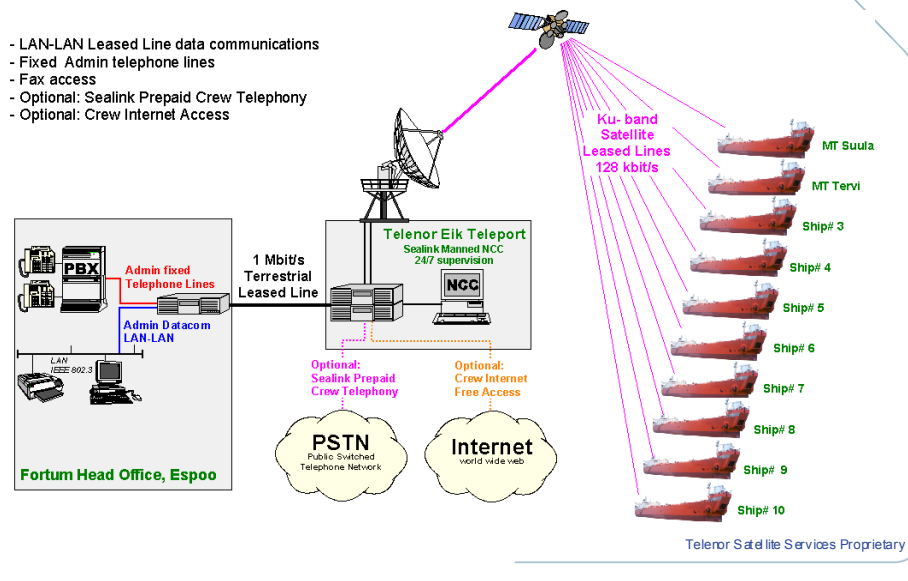 - LAN-LAN Leased Line data communications
- Fixed Admin telephone lines
- Fax access
- Optional: Sealink Prepaid Crew Telephony
- Optional: Crew Internet Access
Ku- band
Satellite
Leased Lines
128 kbit/s
MT Suula
MT Tervi
Ship# 3
Ship# 4
Ship# 5
Ship# 6
Ship# 7
Ship# 8
Ship# 9
Ship# 10
Telenor Eik Teleport
Sealink Manned NCC
24/7 supervision
NCC
1 Mbit/s
Terrestrial
Leased Line
PBX
Admin fixed
Telephone Lines
Admin Datacom
LAN-LAN
LAN
IEEE 802.3
Fortum Head Office, Espoo
Optional:
Sealink Prepaid
Crew Telephony
Optional:
Crew Internet
Free Access
PSTN
Public Switched
Telephone Network
Internet
world wide web
Telenor Satellite Services Proprietary